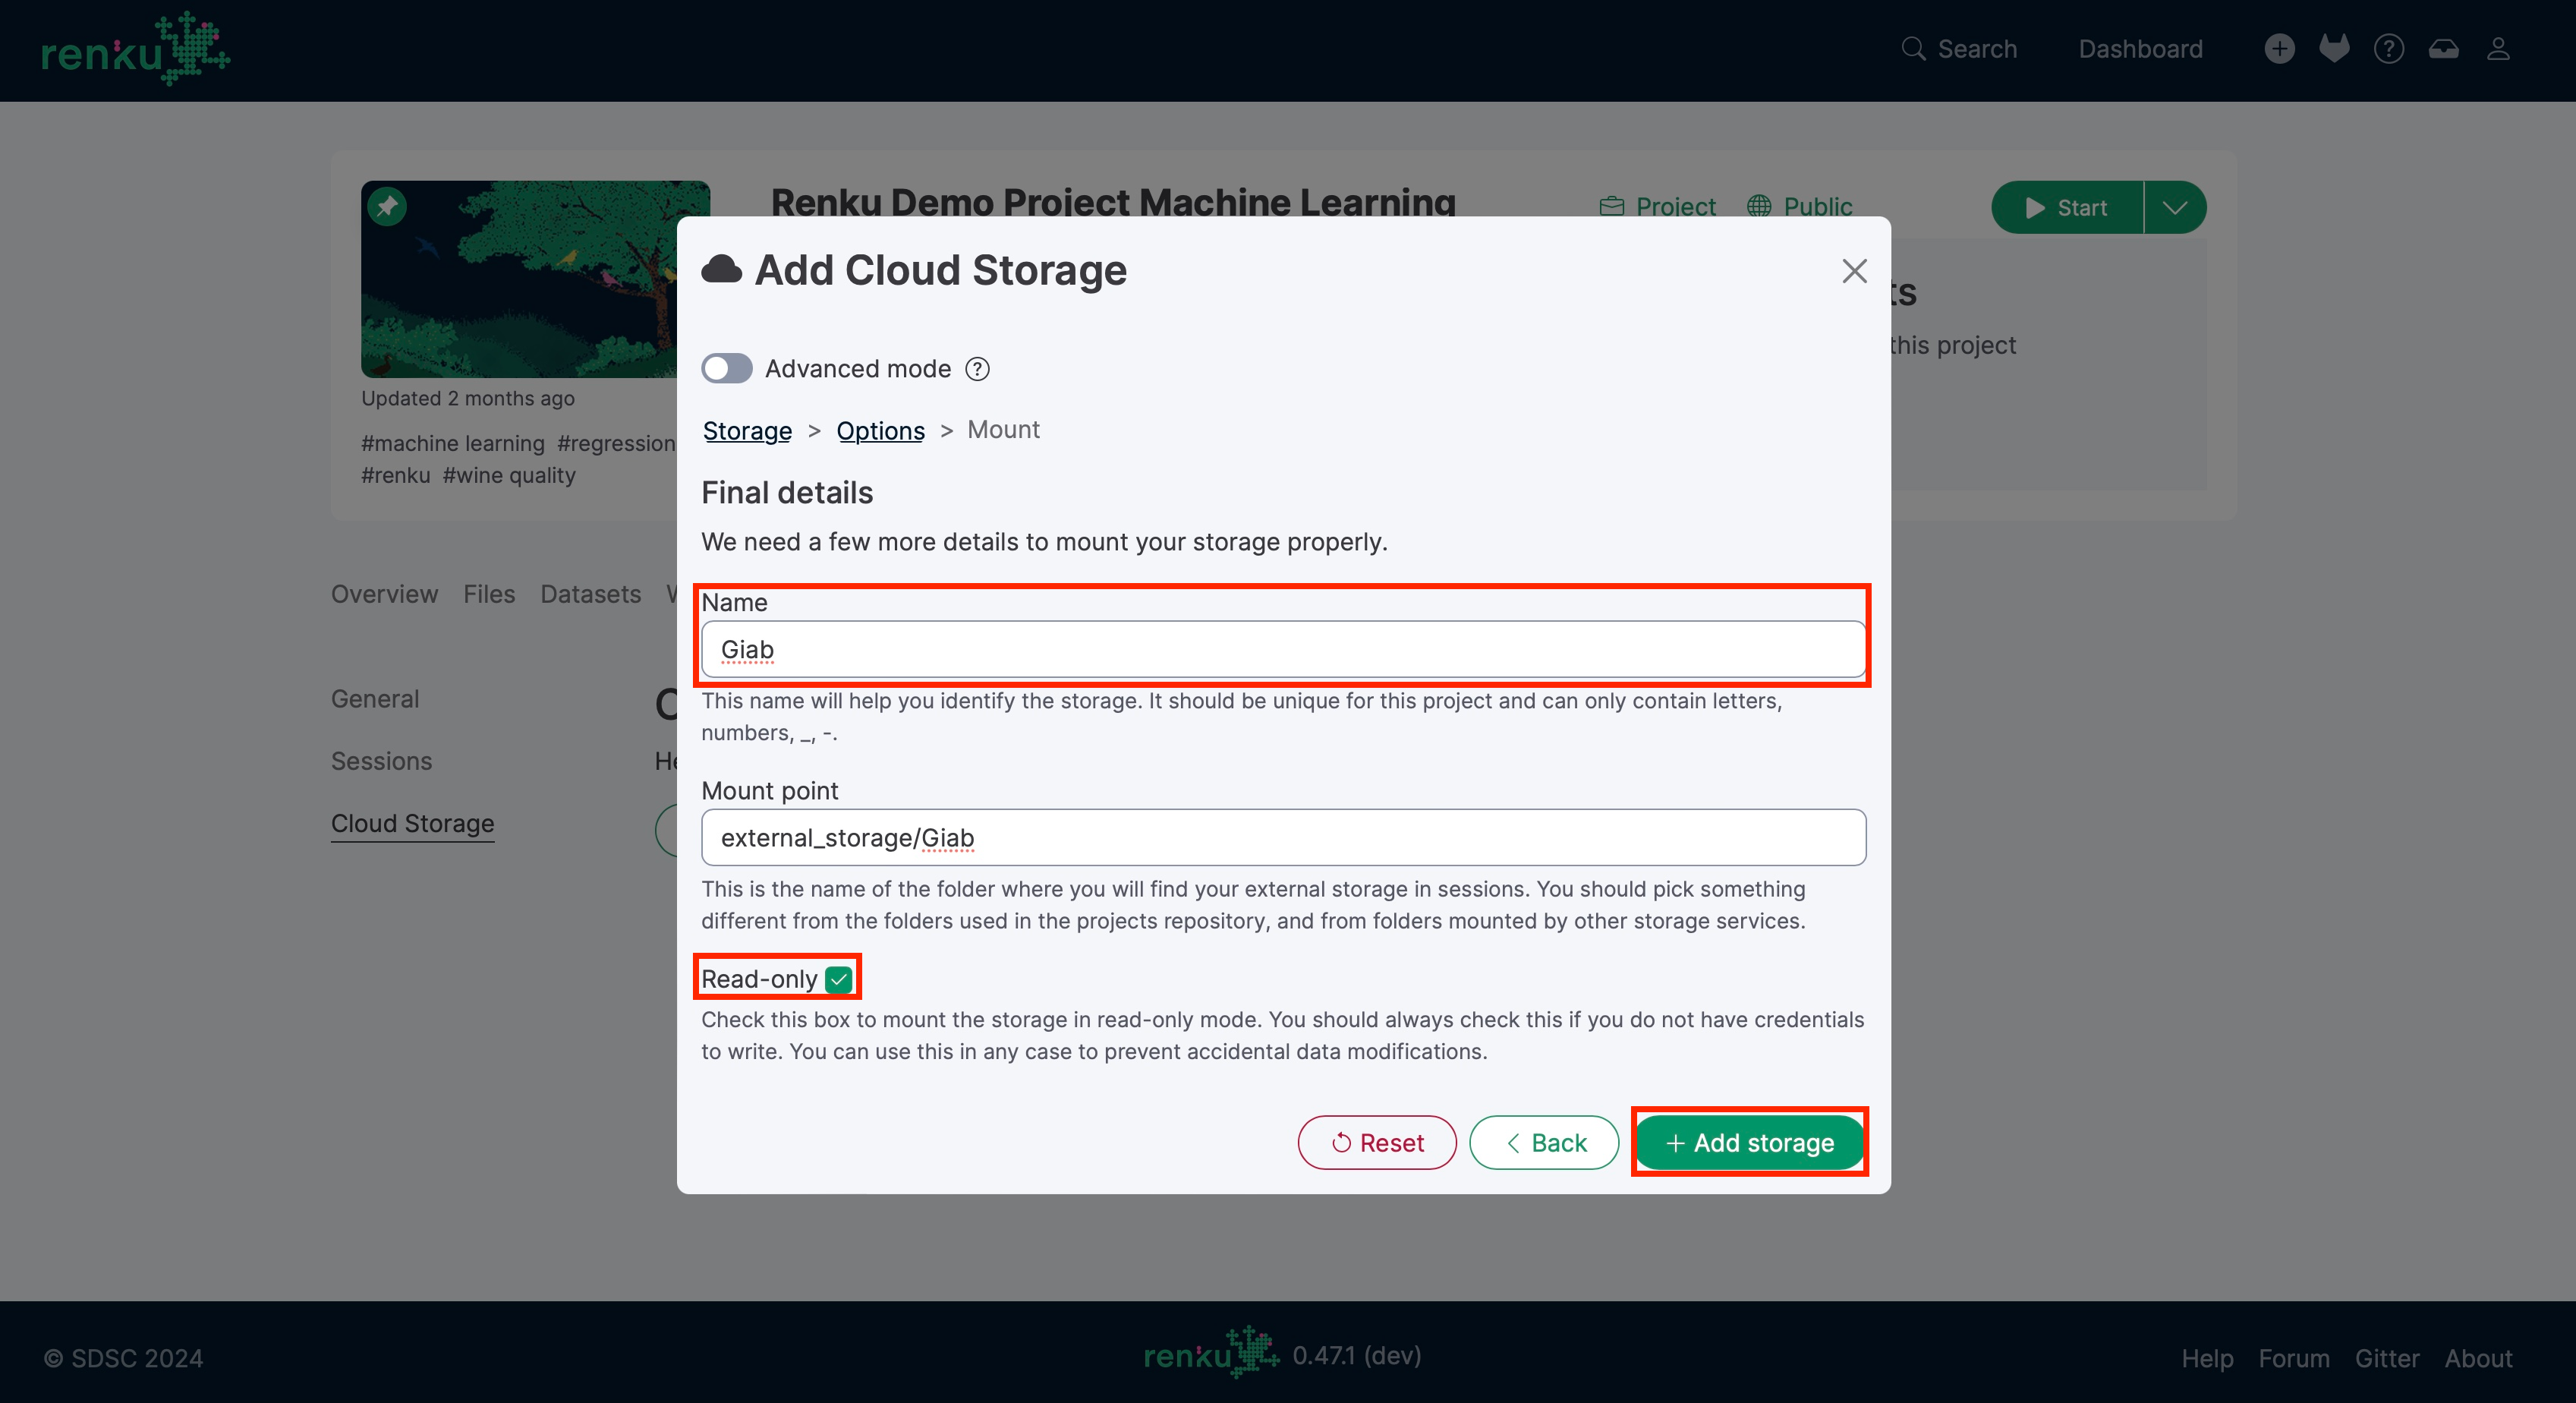 renku
Search Dashboard
Renku Demo Project Machine Learning
Project Public
Start
Add Cloud Storage
Advanced mode
this project
Updated 2 months ago
Storage > Options > Mount
#machine learning #regression
#renku #wine quality
Final details
We need a few more details to mount your storage properly.
Overview Files Datasets
Name
Giab
This name will help you identify the storage. It should be unique for this project and can only contain letters,
numbers, _, -.
General
Sessions
Cloud Storage
Mount point
external_storage/Giab
This is the name of the folder where you will find your external storage in sessions. You should pick something
different from the folders used in the projects repository, and from folders mounted by other storage services.
Read-only
Check this box to mount the storage in read-only mode. You should always check this if you do not have credentials
to write. You can use this in any case to prevent accidental data modifications.
Reset < Back + Add storage
© SDSC 2024
renku 0.47.1 (dev)
Help Forum Gitter About